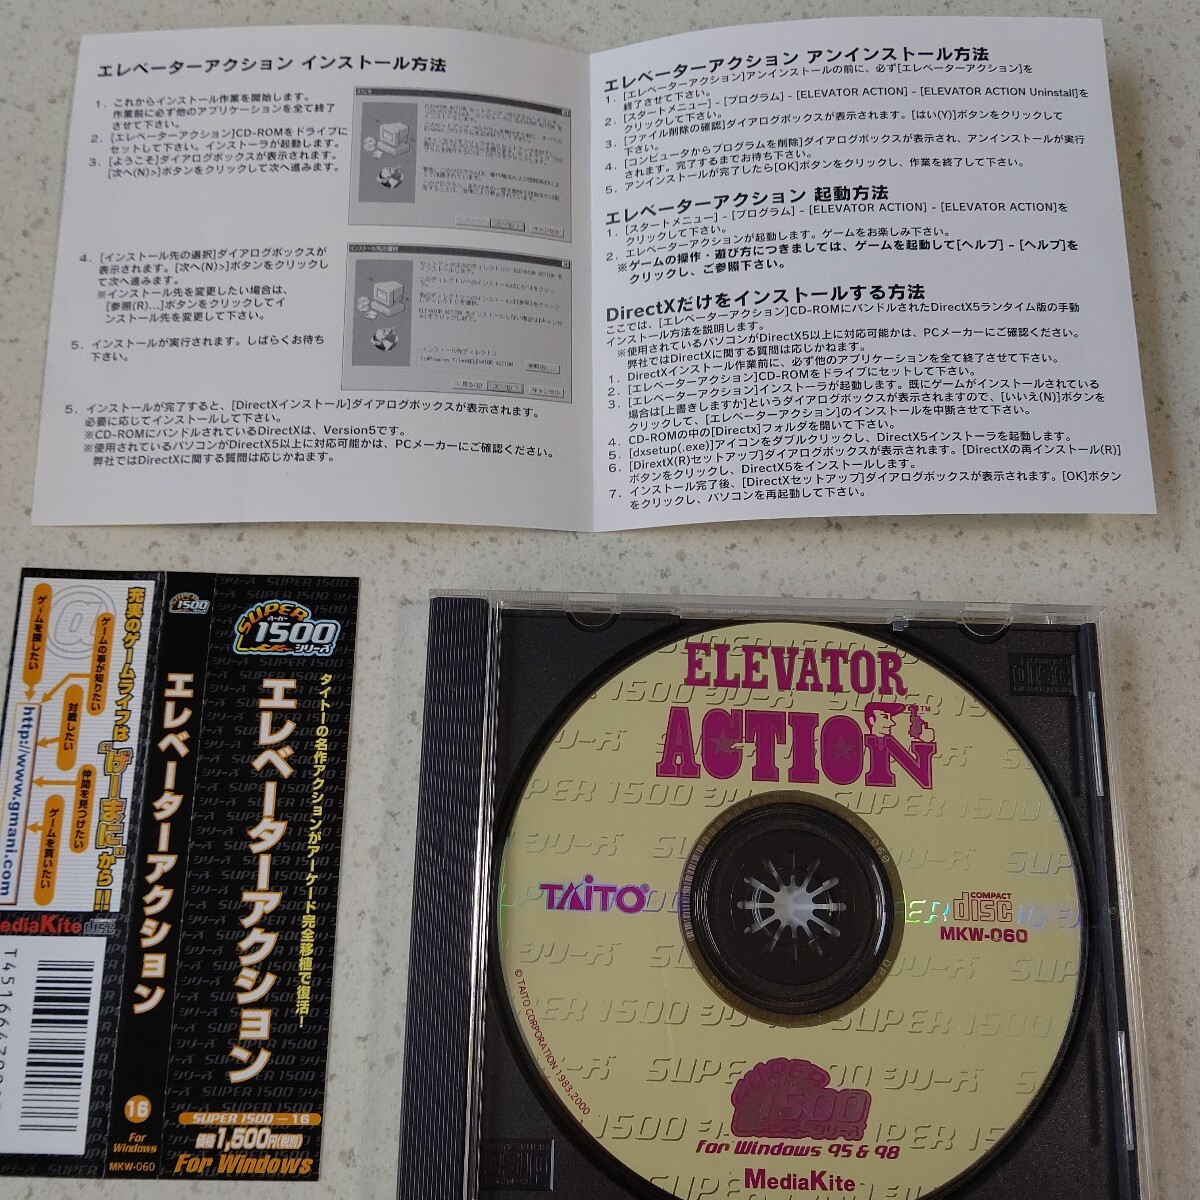 エレベーターアクション インストール方法
1. これからインストール作業を開始します。
作業前に必ず他のアプリケーションを全て終了
させて下さい。
2. [エレベーターアクション]CD-ROMをドライブに
セットして下さい。インストーラが起動します。
3. [ようこそ]ダイアログボックスが表示されます。
[次へ(N)>]ボタンをクリックして次へ進みます。
4. [インストール先の選択]ダイアログボックスが
表示されます。[次へ(N)>]ボタンをクリックし
て次へ進みます。
※インストール先を変更したい場合は、
[参照(R)...]ボタンをクリックしてイ
ンストール先を変更して下さい。
5. インストールが実行されます。しばらくお待ち
下さい。
5. インストールが完了すると、[DirectXインストール]ダイアログボックスが表示されます。
必要に応じてインストールして下さい。
※CD-ROMにバンドルされているDirectXは、Version5です。
※使用されているパソコンがDirectX5以上に対応可能かは、PCメーカーにご確認ください。
弊社ではDirectXに関する質問は応じかねます。
インストール先の選択
エレベーターアクション アンインストール方法
1. [エレベーターアクション]アンインストールの前に、必ず[エレベーターアクション]を
終了させて下さい。
2. [スタートメニュー] - [プログラム] - [ELEVATOR ACTION] - [ELEVATOR ACTION Uninstall]を
クリックして下さい。
3. [ファイル削除の確認]ダイアログボックスが表示されます。[はい(Y)]ボタンをクリックして
下さい。
4. [コンピュータからプログラムを削除]ダイアログボックスが表示され、アンインストールが実行
されます。完了するまでお待ち下さい。
5. アンインストールが完了したら[OK]ボタンをクリックし、作業を終了して下さい。
エレベーターアクション 起動方法
1. [スタートメニュー] - [プログラム] - [ELEVATOR ACTION] - [ELEVATOR ACTION]を
クリックして下さい。
2. エレベーターアクションが起動します。ゲームをお楽しみ下さい。
※ゲームの操作・遊び方につきましては、ゲームを起動して[ヘルプ] - [ヘルプ]を
クリックし、ご参照下さい。
DirectXだけをインストールする方法
ここでは、[エレベーターアクション]CD-ROMにバンドルされたDirectX5ランタイム版の手動
インストール方法を説明します。
※使用されているパソコンがDirectX5以上に対応可能かは、PCメーカーにご確認ください。
弊社ではDirectXに関する質問は応じかねます。
1. DirectXインストール作業前に、必ず他のアプリケーションを全て終了させて下さい。
2. [エレベーターアクション]CD-ROMをドライブにセットして下さい。
3. [エレベーターアクション]インストーラが起動します。既にゲームがインストールされている
場合は[上書きしますか]というダイアログボックスが表示されますので、[いいえ(N)]ボタンを
クリックして、[エレベーターアクション]のインストールを中断させて下さい。
4. CD-ROMの中の[Directx]フォルダを開いて下さい。
5. [dxsetup(.exe)]アイコンをダブルクリックし、DirectX5インストーラを起動します。
6. [DirextX(R)セットアップ]ダイアログボックスが表示されます。[DirectXの再インストール(R)]
ボタンをクリックし、DirectX5をインストールします。
7. インストール完了後、[DirectXセットアップ]ダイアログボックスが表示されます。[OK]ボタン
をクリックし、パソコンを再起動して下さい。
充実のゲームライフは
"げーまに"から!!
ゲームの事が知りたい
ゲームを探したい
対戦したい
仲間を見つけたい
ゲームを買いたい
http://www.gmani.com
MediaKite disc
SUPER 1500
エレベーターアクション
16
For
Windows
MKW-060
SUPER
スーパー
1500
シリーズ
タイトーの名作アクションがアーケード完全移植で復活!
エレベーターアクション
SUPER 1500-16
価格1,500円(税別)
For Windows
ELEVATOR
ACTION
TM
TAITO®
COMPACT
disc
MKW-060
© TAITO CORPORATION 1983,2000
SUPER
1500
シリーズ
For Windows 95 & 98
MediaKite